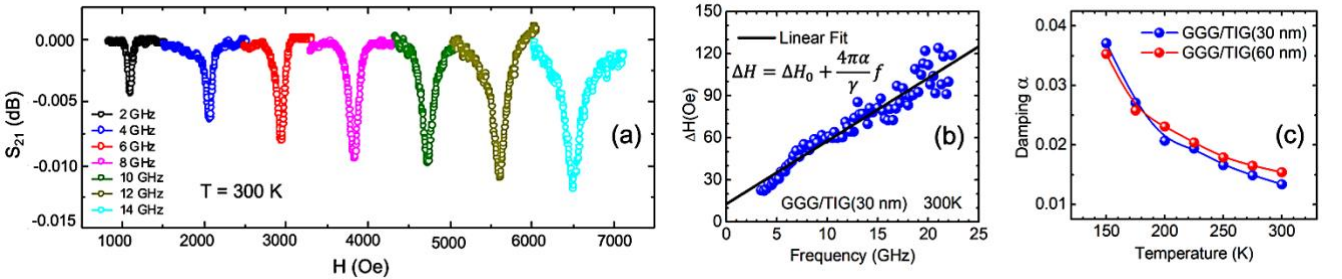 0.000
-0.005
-0.010
-0.015
S21 (dB)
2 GHz
4 GHz
6 GHz
8 GHz
10 GHz
12 GHz
14 GHz
T = 300 K
(a)
1000 2000 3000 4000 5000 6000 7000
H (Oe)
150
120
90
60
30
0
ΔH(Oe)
Linear Fit
ΔH = ΔH₀ + 4πα/γ f
(b)
GGG/TIG(30 nm) 300K
0 5 10 15 20 25
Frequency (GHz)
0.04
0.03
0.02
0.01
Damping α
GGG/TIG(30 nm)
GGG/TIG(60 nm)
(c)
150 200 250 300
Temperature (K)